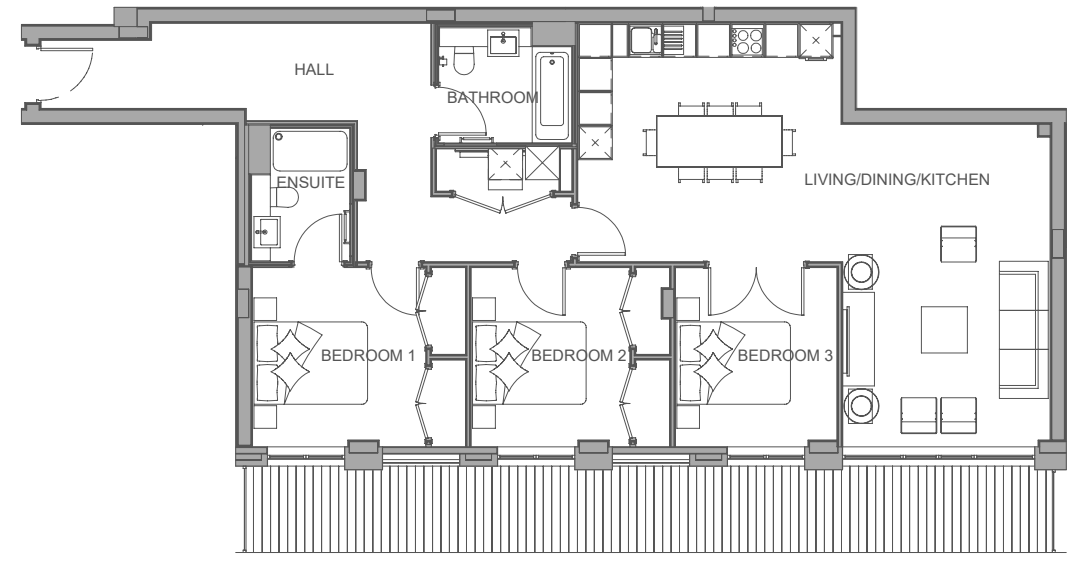 HALL
BATHROOM
ENSUITE
LIVING/DINING/KITCHEN
BEDROOM 1
BEDROOM 2
BEDROOM 3